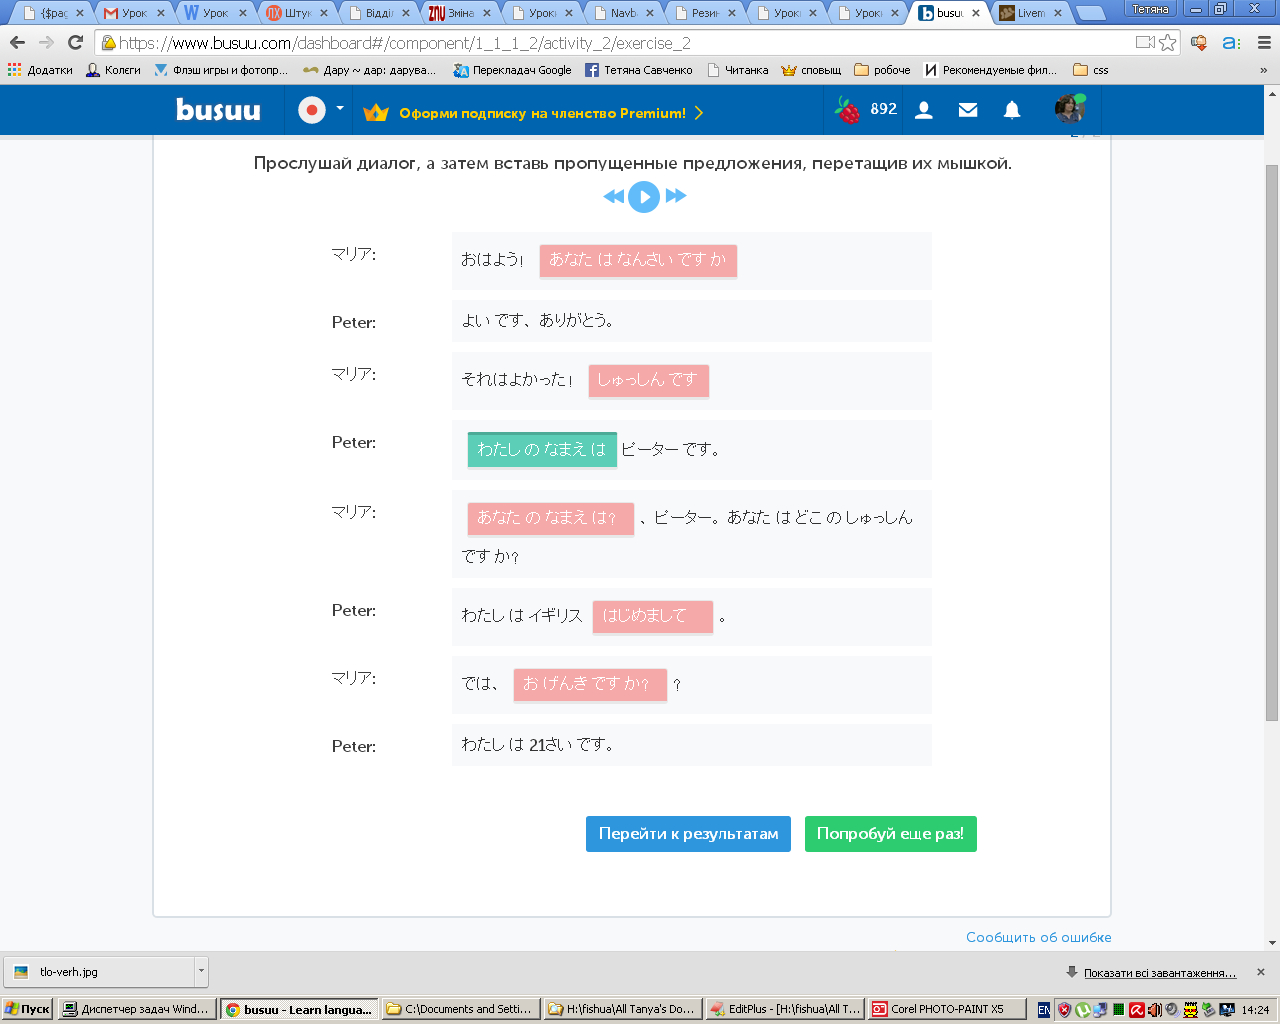 {$pag
Урок
Урок
Штук
Відділ
Зміна
Урок
Navb
Резин
Урок
Урок
busuu
Livem
Тетяна
https://www.busuu.com/dashboard#/component/1_1_1_2/activity_2/exercise_2
Додатки
Колеги
Флэш игры и фотопр...
Дару ~ дар: дарува...
Перекладач Google
Тетяна Савченко
Читанка
сповыщ
робоче
Рекомендуемые фил...
css
»
busuu
Оформи подписку на членство Premium!
892
Прослушай диалог, а затем вставь пропущенные предложения, перетащив их мышкой.
マリア: おはよう! あなた は なんさい です か
Peter: よい です、 ありがとう。
マリア: それはよかった! しゅっしん です
Peter: わたし の なまえ は ピーター です。
マリア: あなた の なまえ は? 、 ピーター。 あなた は どこ の しゅっしん
です か?
Peter: わたし は イギリス はじめまして 。
マリア: では、 お げんき です か? ?
Peter: わたし は 21さい です。
Перейти к результатам
Попробуй еще раз!
Сообщить об ошибке
tlo-verh.jpg
Показати всі завантаження...
Пуск
Диспетчер задач Wind...
busuu - Learn langua...
C:\Documents and Setti...
H:\fishua\All Tanya's Do...
EditPlus - [H:\fishua\All T...
Corel PHOTO-PAINT X5
EN
14:24